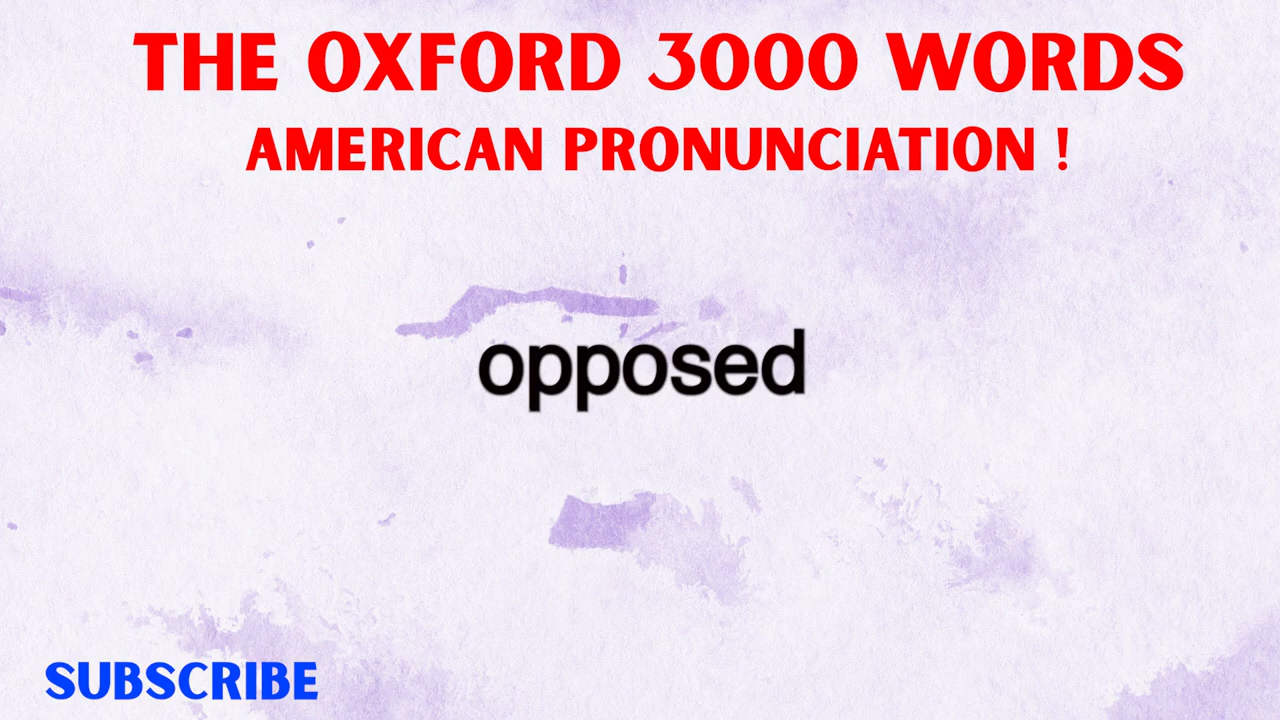 THE OXFORD 3000 WORDS
AMERICAN PRONUNCIATION !
opposed
SUBSCRIBE